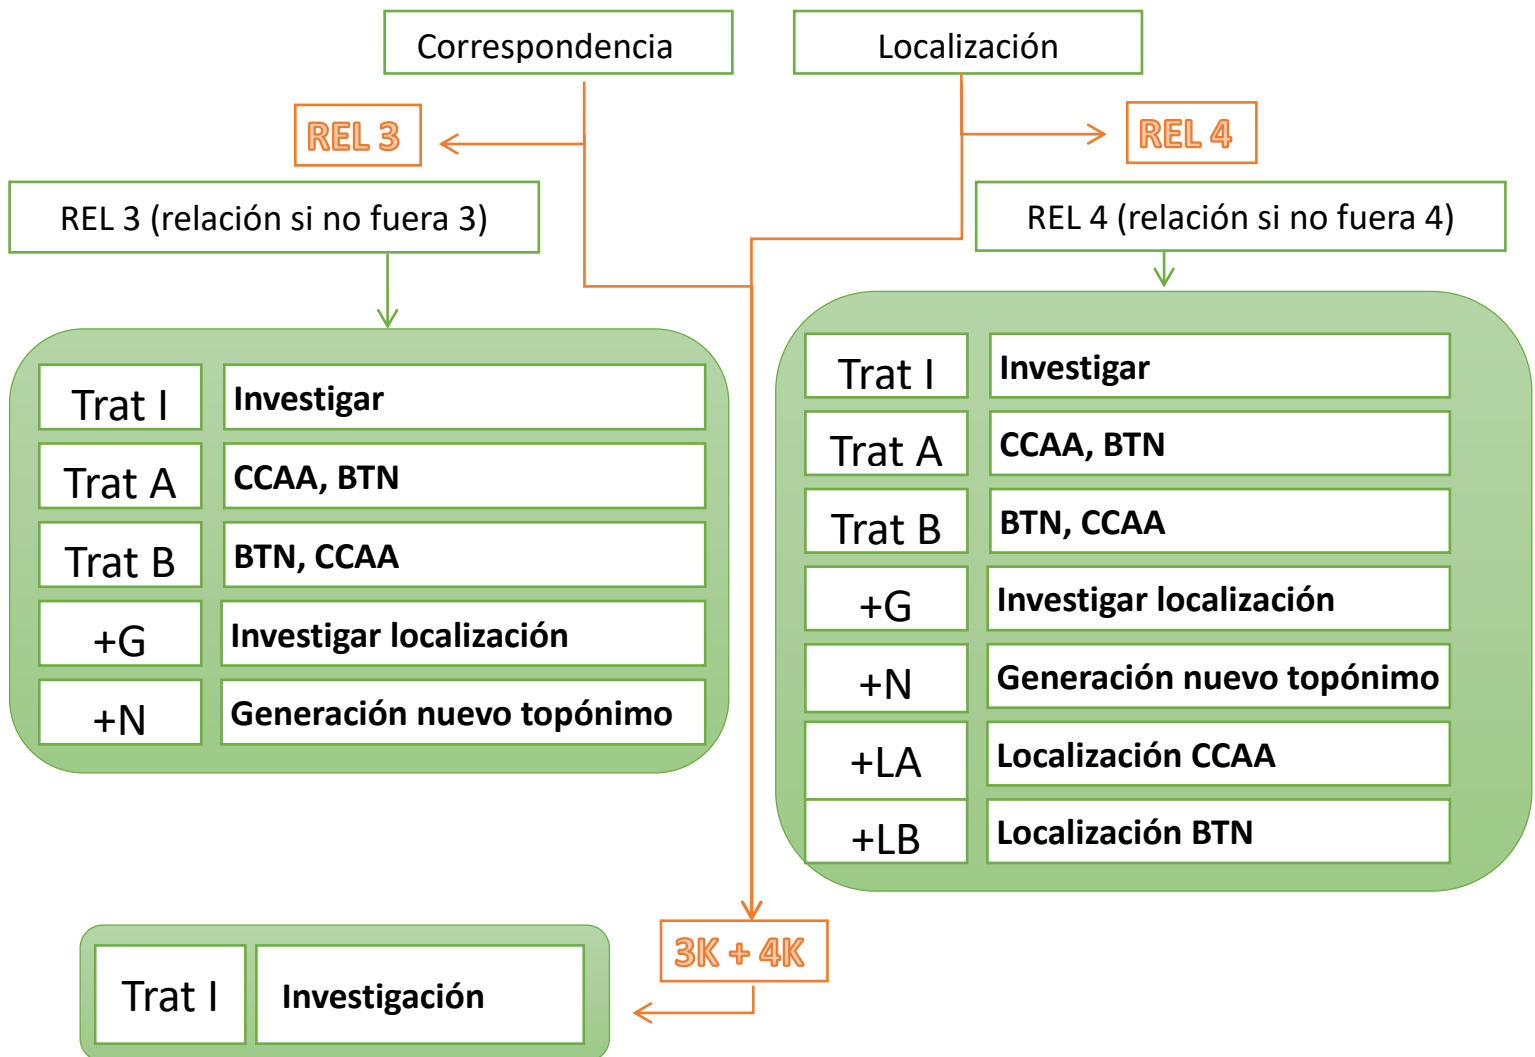 Correspondencia
Localización
REL 3
REL 4
REL 3 (relación si no fuera 3)
REL 4 (relación si no fuera 4)
Trat I
Investigar
Trat A
CCAA, BTN
Trat B
BTN, CCAA
+G
Investigar localización
+N
Generación nuevo topónimo
Trat I
Investigar
Trat A
CCAA, BTN
Trat B
BTN, CCAA
+G
Investigar localización
+N
Generación nuevo topónimo
+LA
Localización CCAA
+LB
Localización BTN
3K + 4K
Trat I
Investigación